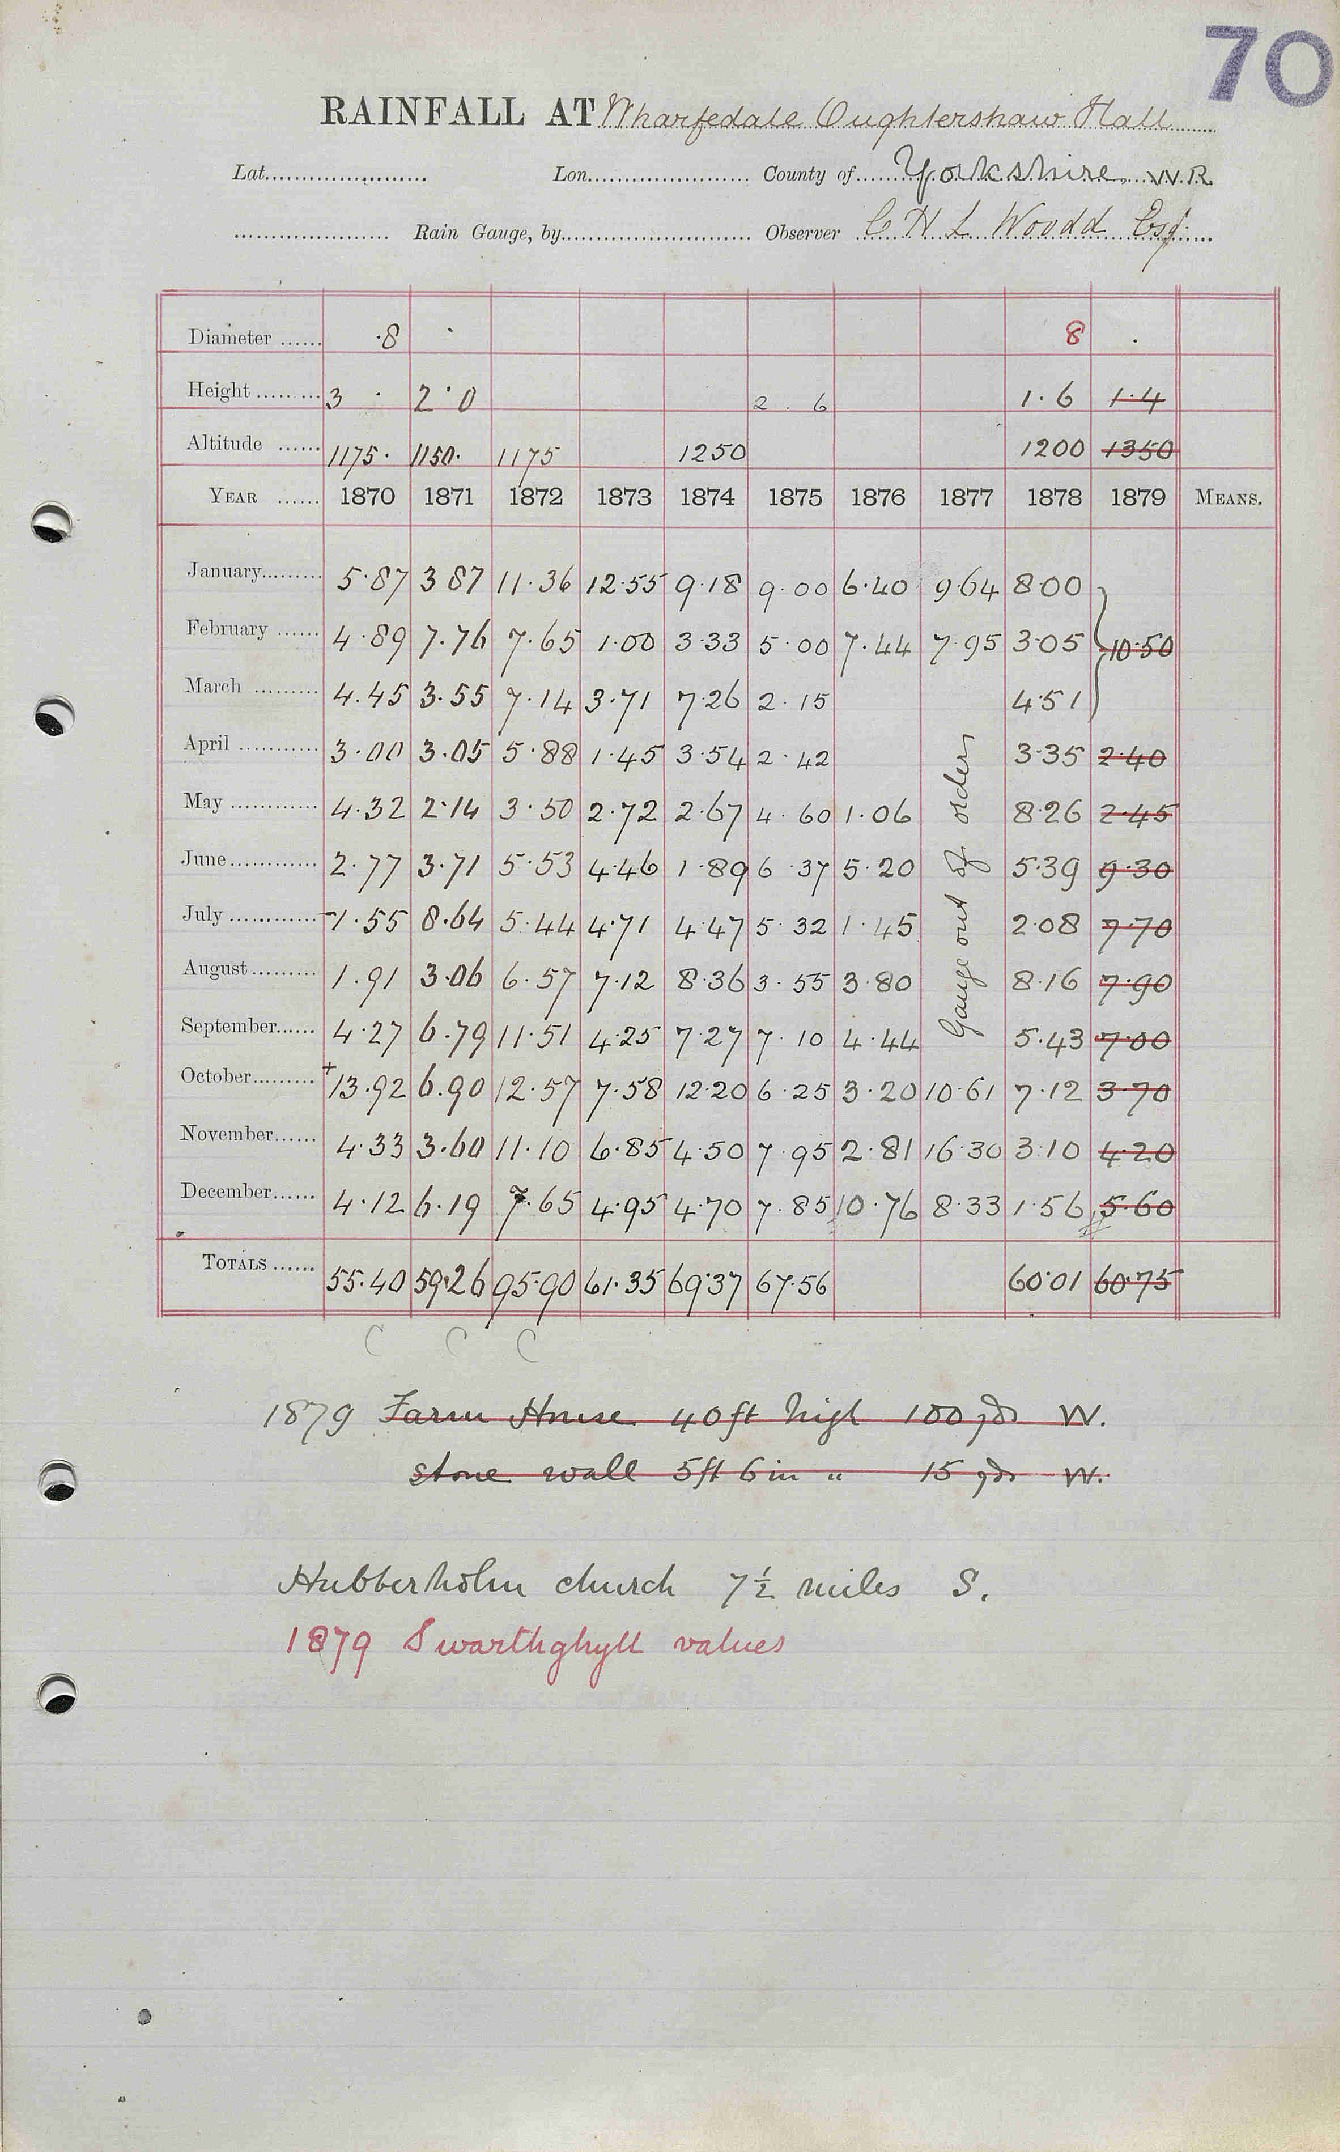 70
RAINFALL AT Wharfedale Oughtershaw Hall
Lat. Lon. County of Yorkshire. W.R.
Rain Gauge, by Observer C H L Woodd Esq.
Diameter ·8 8
Height 3 2·0 2. 6 1·6 1·4
Altitude 1175. 1150. 1175 1250 1200 1350
YEAR 1870 1871 1872 1873 1874 1875 1876 1877 1878 1879 MEANS.
January 5·87 3 87 11·36 12·55 9·18 9·00 6·40 9 64 8·00
February 4·89 7·76 7·65 1·00 3·33 5·00 7·44 7·95 3·05 10·50
March 4·45 3·55 7·14 3·71 7·26 2·15 4·51
April 3·00 3·05 5·88 1·45 3·54 2·42 3·35 2·40
May 4·32 2·14 3·50 2·72 2·67 4·60 1·06 8·26 2·45
June 2·77 3·71 5·53 4·46 1·89 6·37 5·20 5·39 9·30
July 1·55 8·64 5·44 4·71 4·47 5·32 1·45 2·08 7·70
August 1·91 3·06 6·57 7·12 8·36 3·55 3·80 8·16 7·90
September 4·27 6·79 11·51 4·25 7·27 7·10 4·44 5·43 7·00
Gauge out of order
October +13·92 6·90 12·57 7·58 12·20 6·25 3·20 10·61 7·12 3·70
November 4·33 3·60 11·10 6·85 4·50 7·95 2·81 16·30 3·10 4·20
December 4·12 6·19 7·65 4·95 4·70 7·85 10·76 8·33 1·56 5·60
TOTALS 55·40 59·26 95·90 61·35 69·37 67·56 60·01 60·75
C C C
1879 Farm House 40ft high 100 yds W.
stone wall 5ft 6in " 15 yds W.
Hubberholm church 7½ miles S.
1879 Swarthghyll values